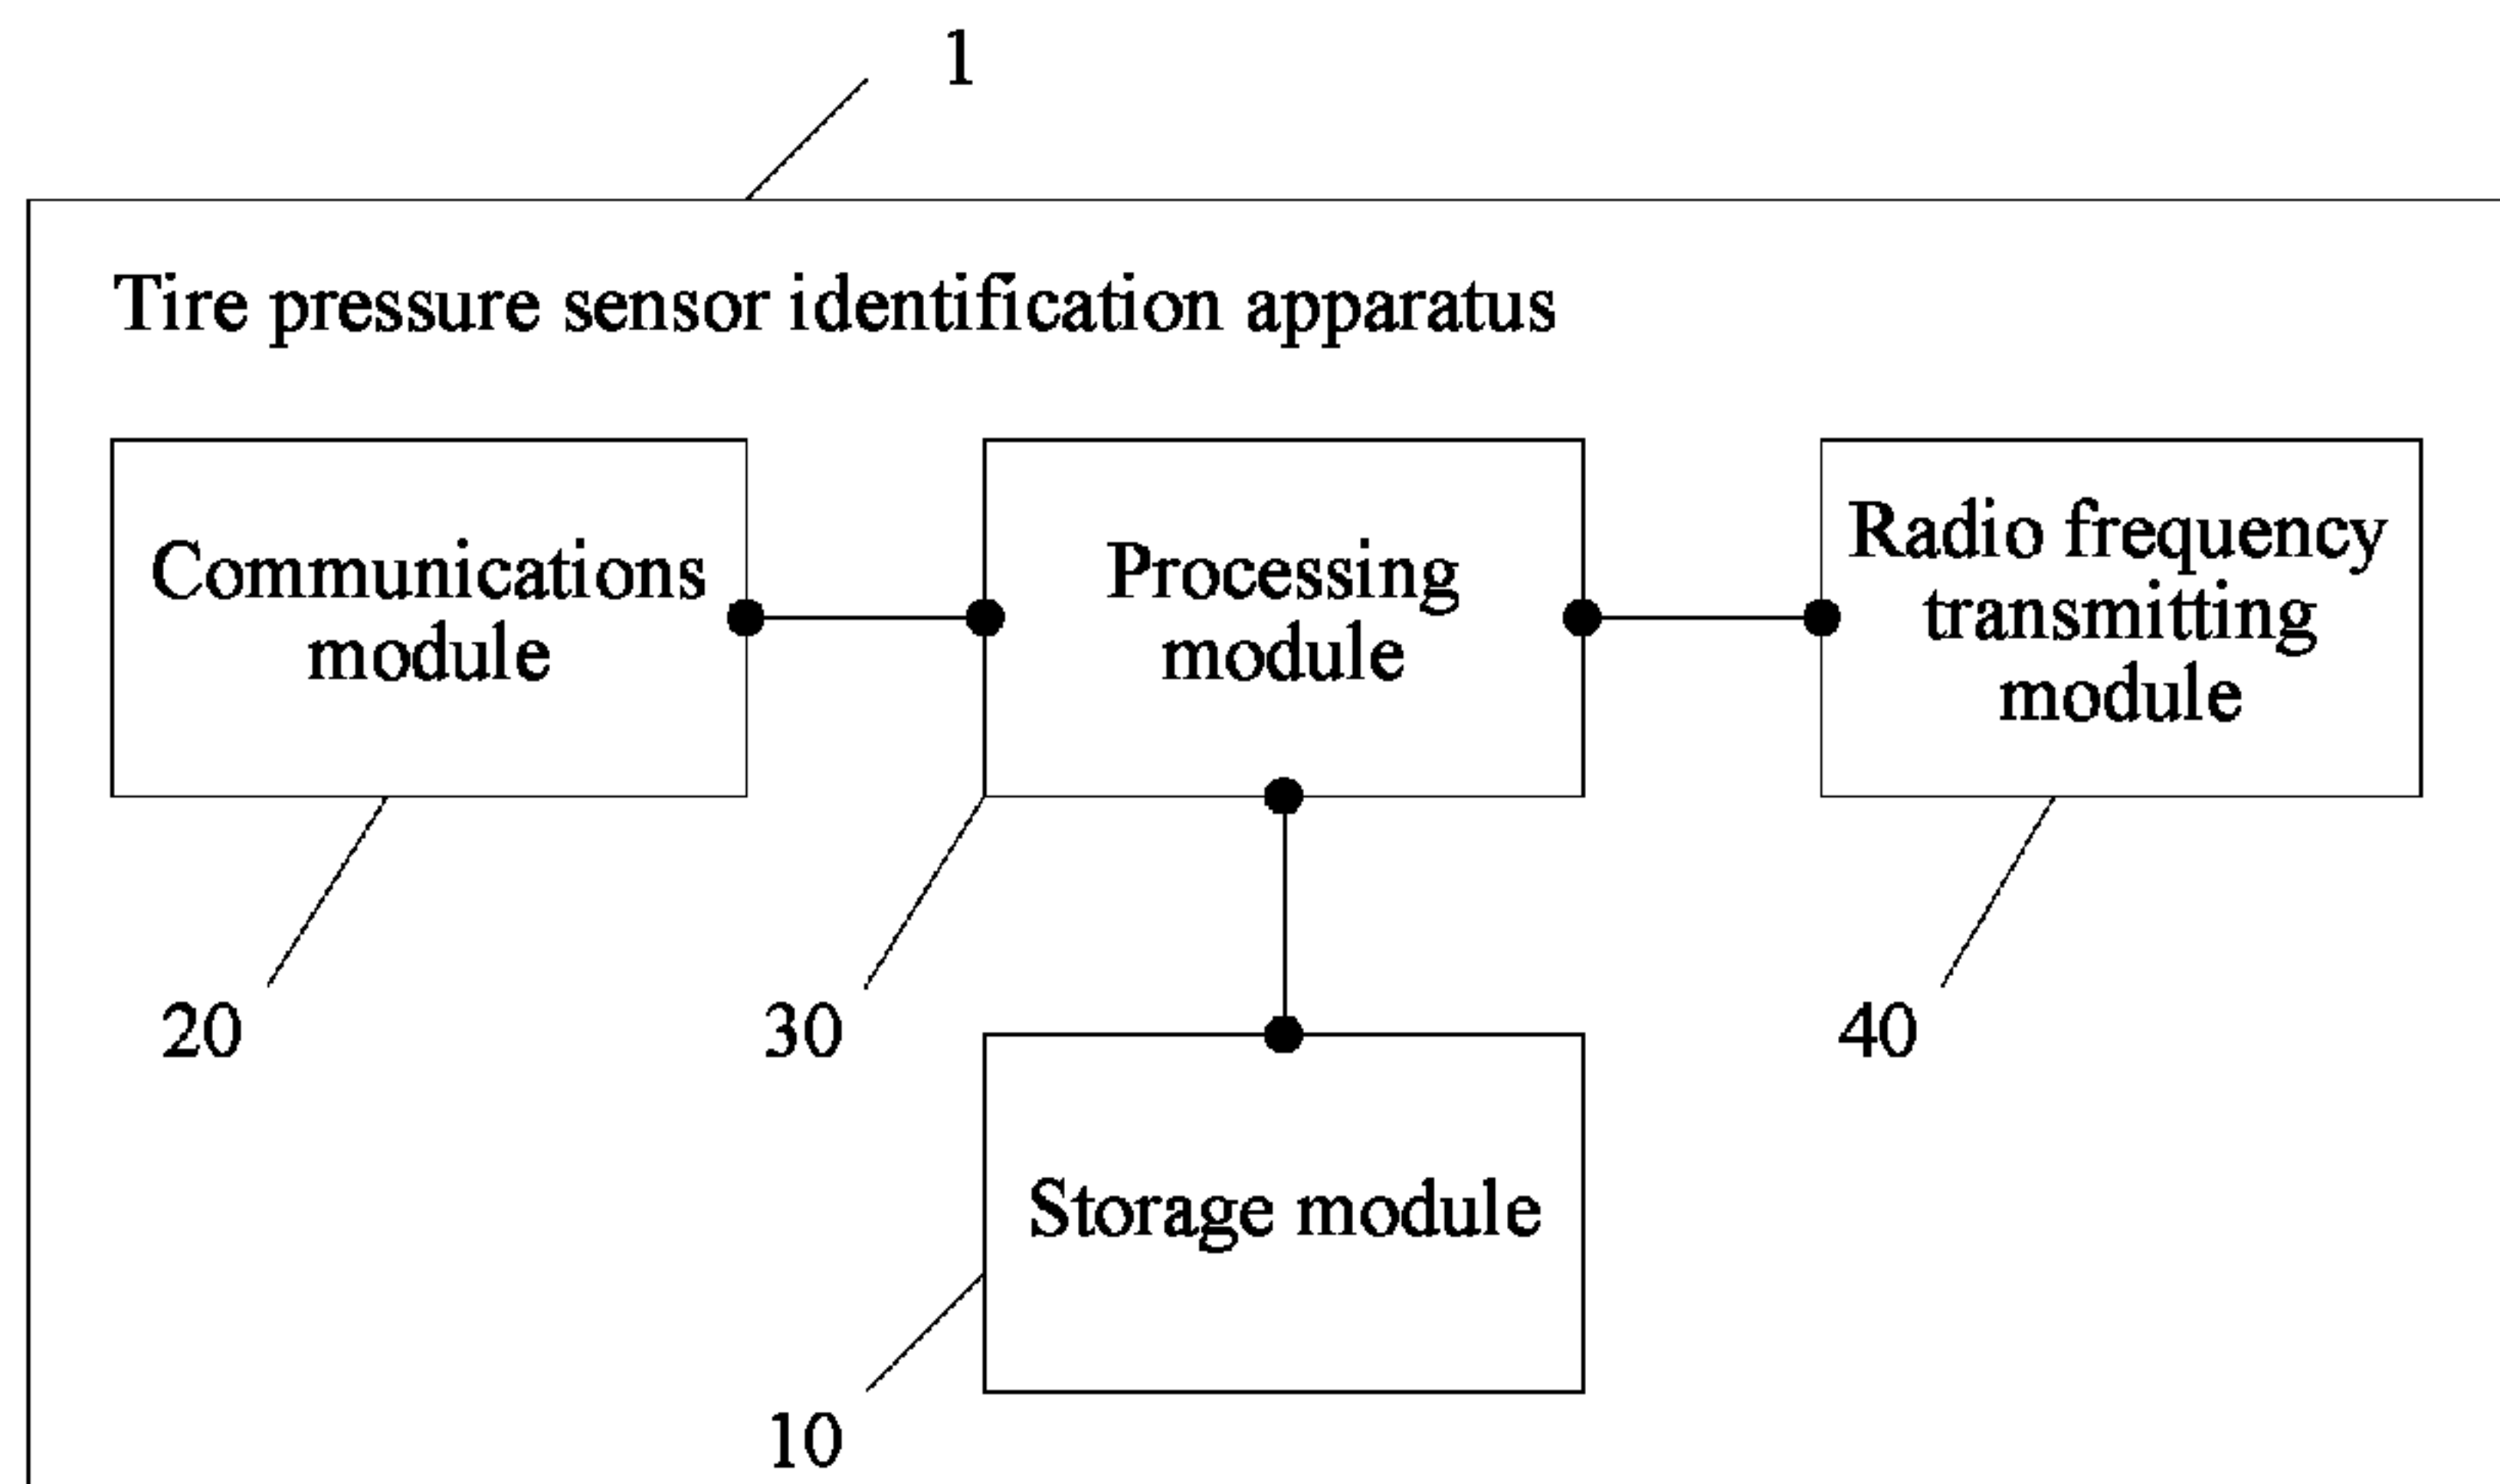 1
Tire pressure sensor identification apparatus
Communications
module
Processing
module
Radio frequency
transmitting
module
20
30
40
Storage module
10